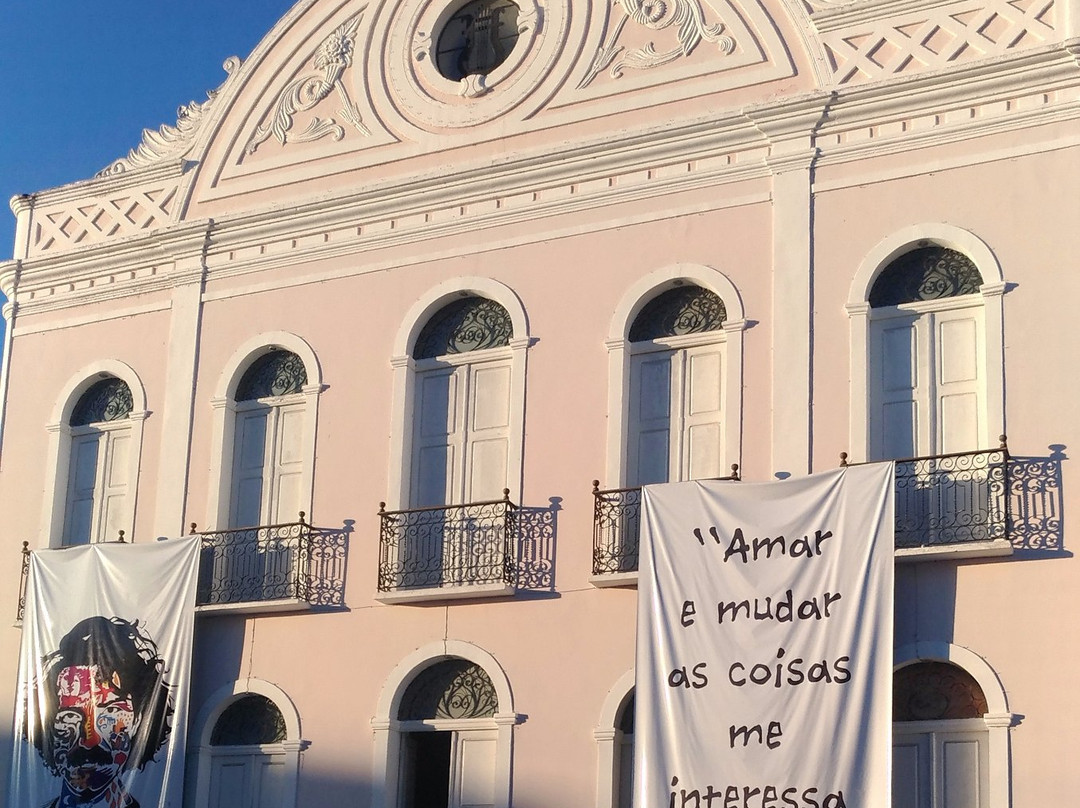 "Amar
e mudar
as coisas
me
interessa